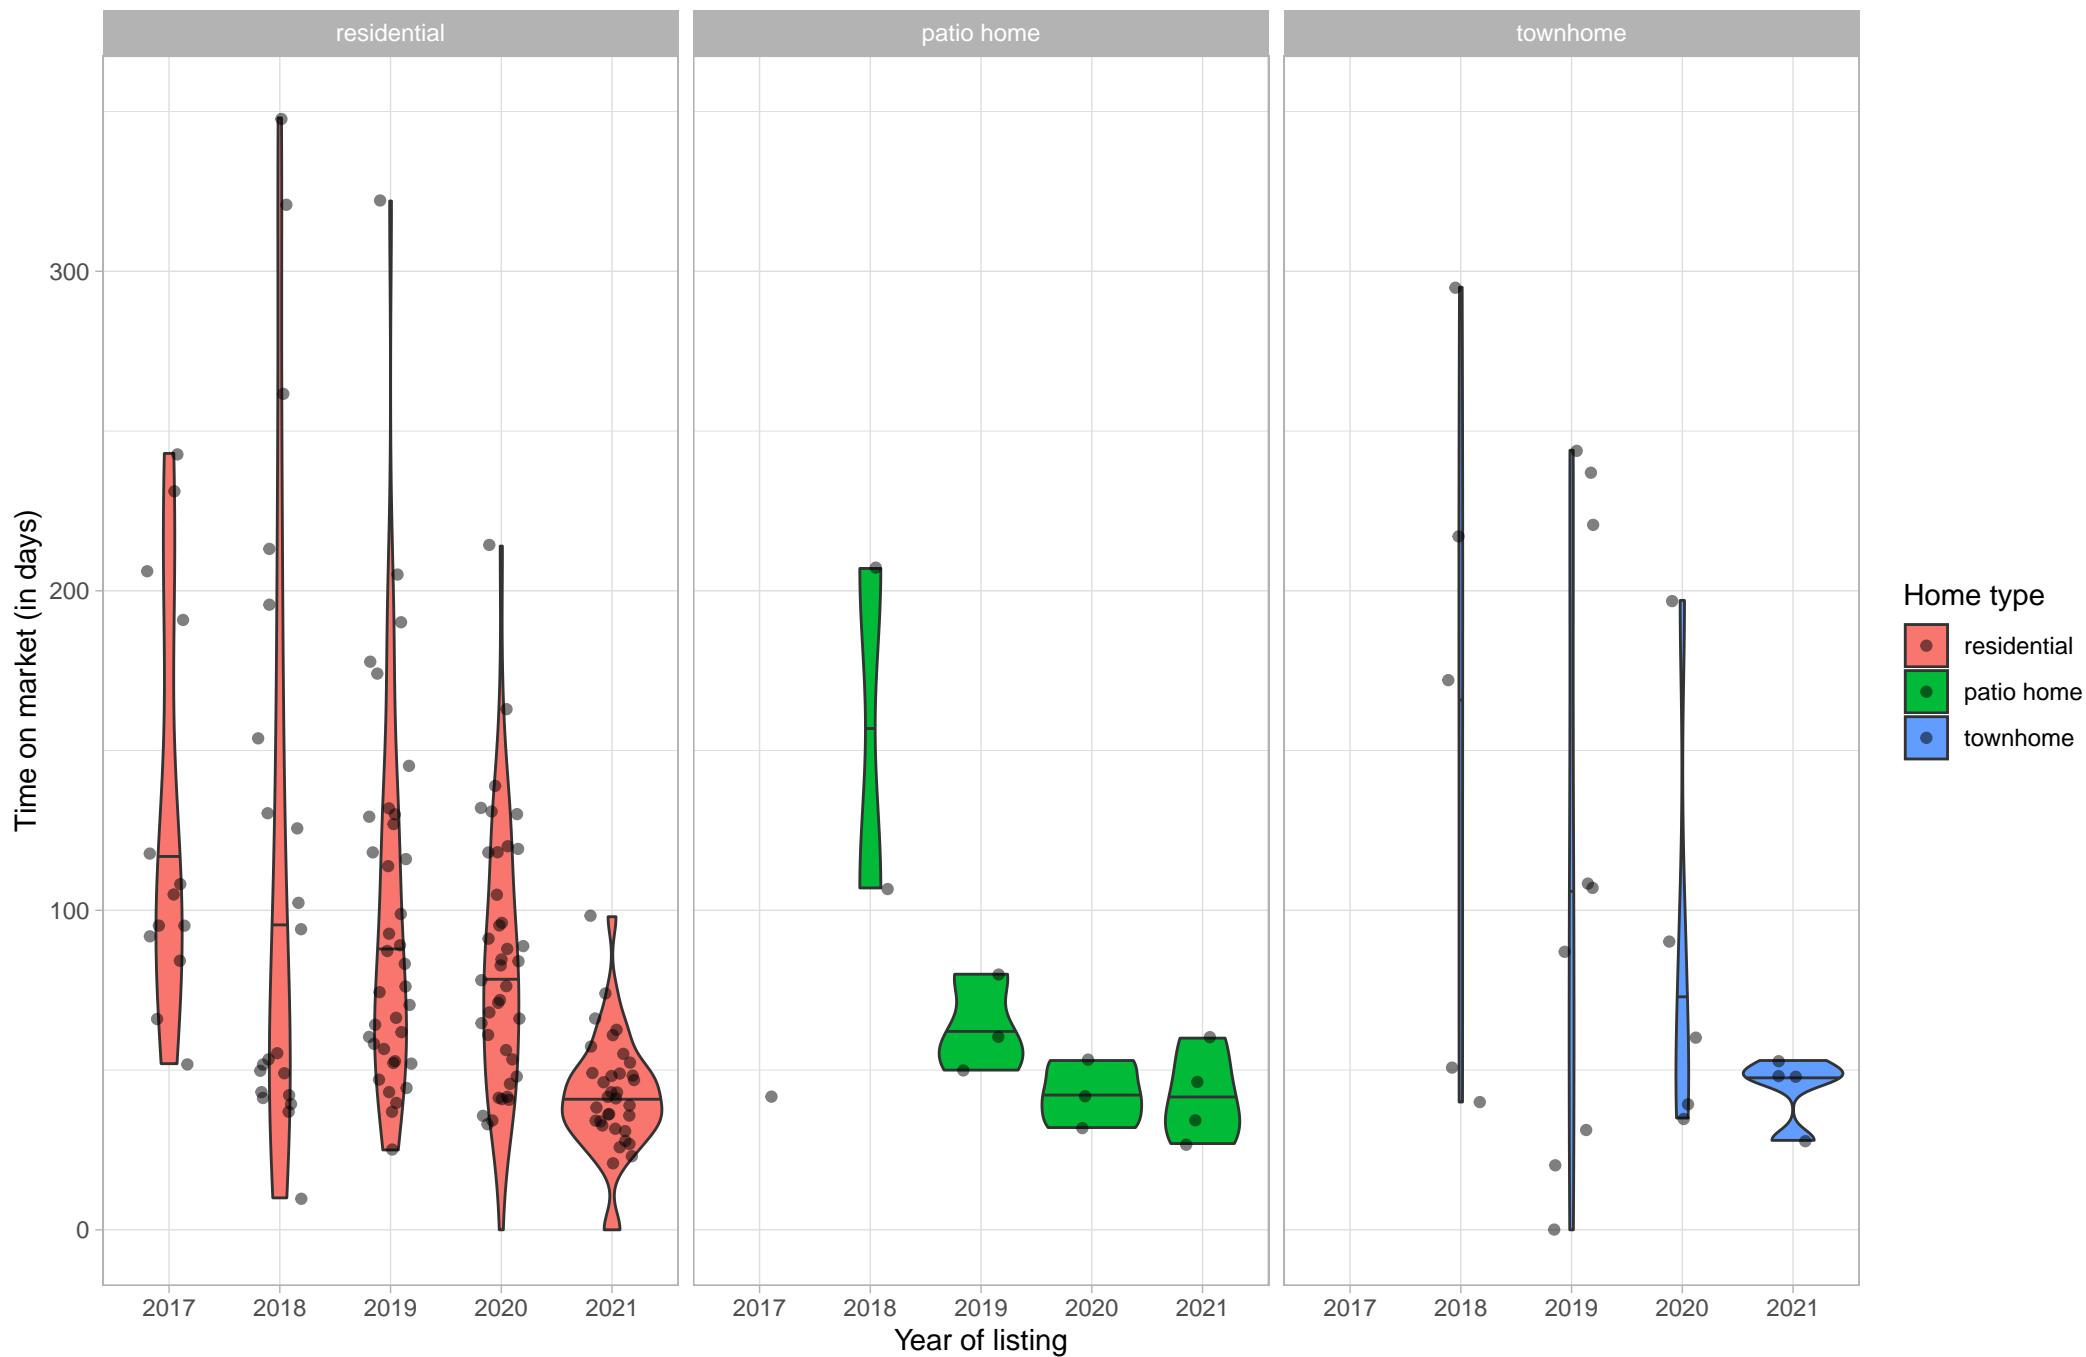 residential patio home townhome
Time on market (in days)
300
200
100
0
2017 2018 2019 2020 2021 2017 2018 2019 2020 2021 2017 2018 2019 2020 2021
Year of listing
Home type
residential
patio home
townhome